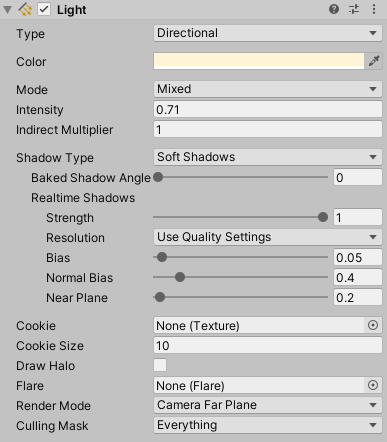 Light
Type Directional
Color
Mode Mixed
Intensity 0.71
Indirect Multiplier 1
Shadow Type Soft Shadows
Baked Shadow Angle 0
Realtime Shadows
Strength 1
Resolution Use Quality Settings
Bias 0.05
Normal Bias 0.4
Near Plane 0.2
Cookie None (Texture)
Cookie Size 10
Draw Halo
Flare None (Flare)
Render Mode Camera Far Plane
Culling Mask Everything